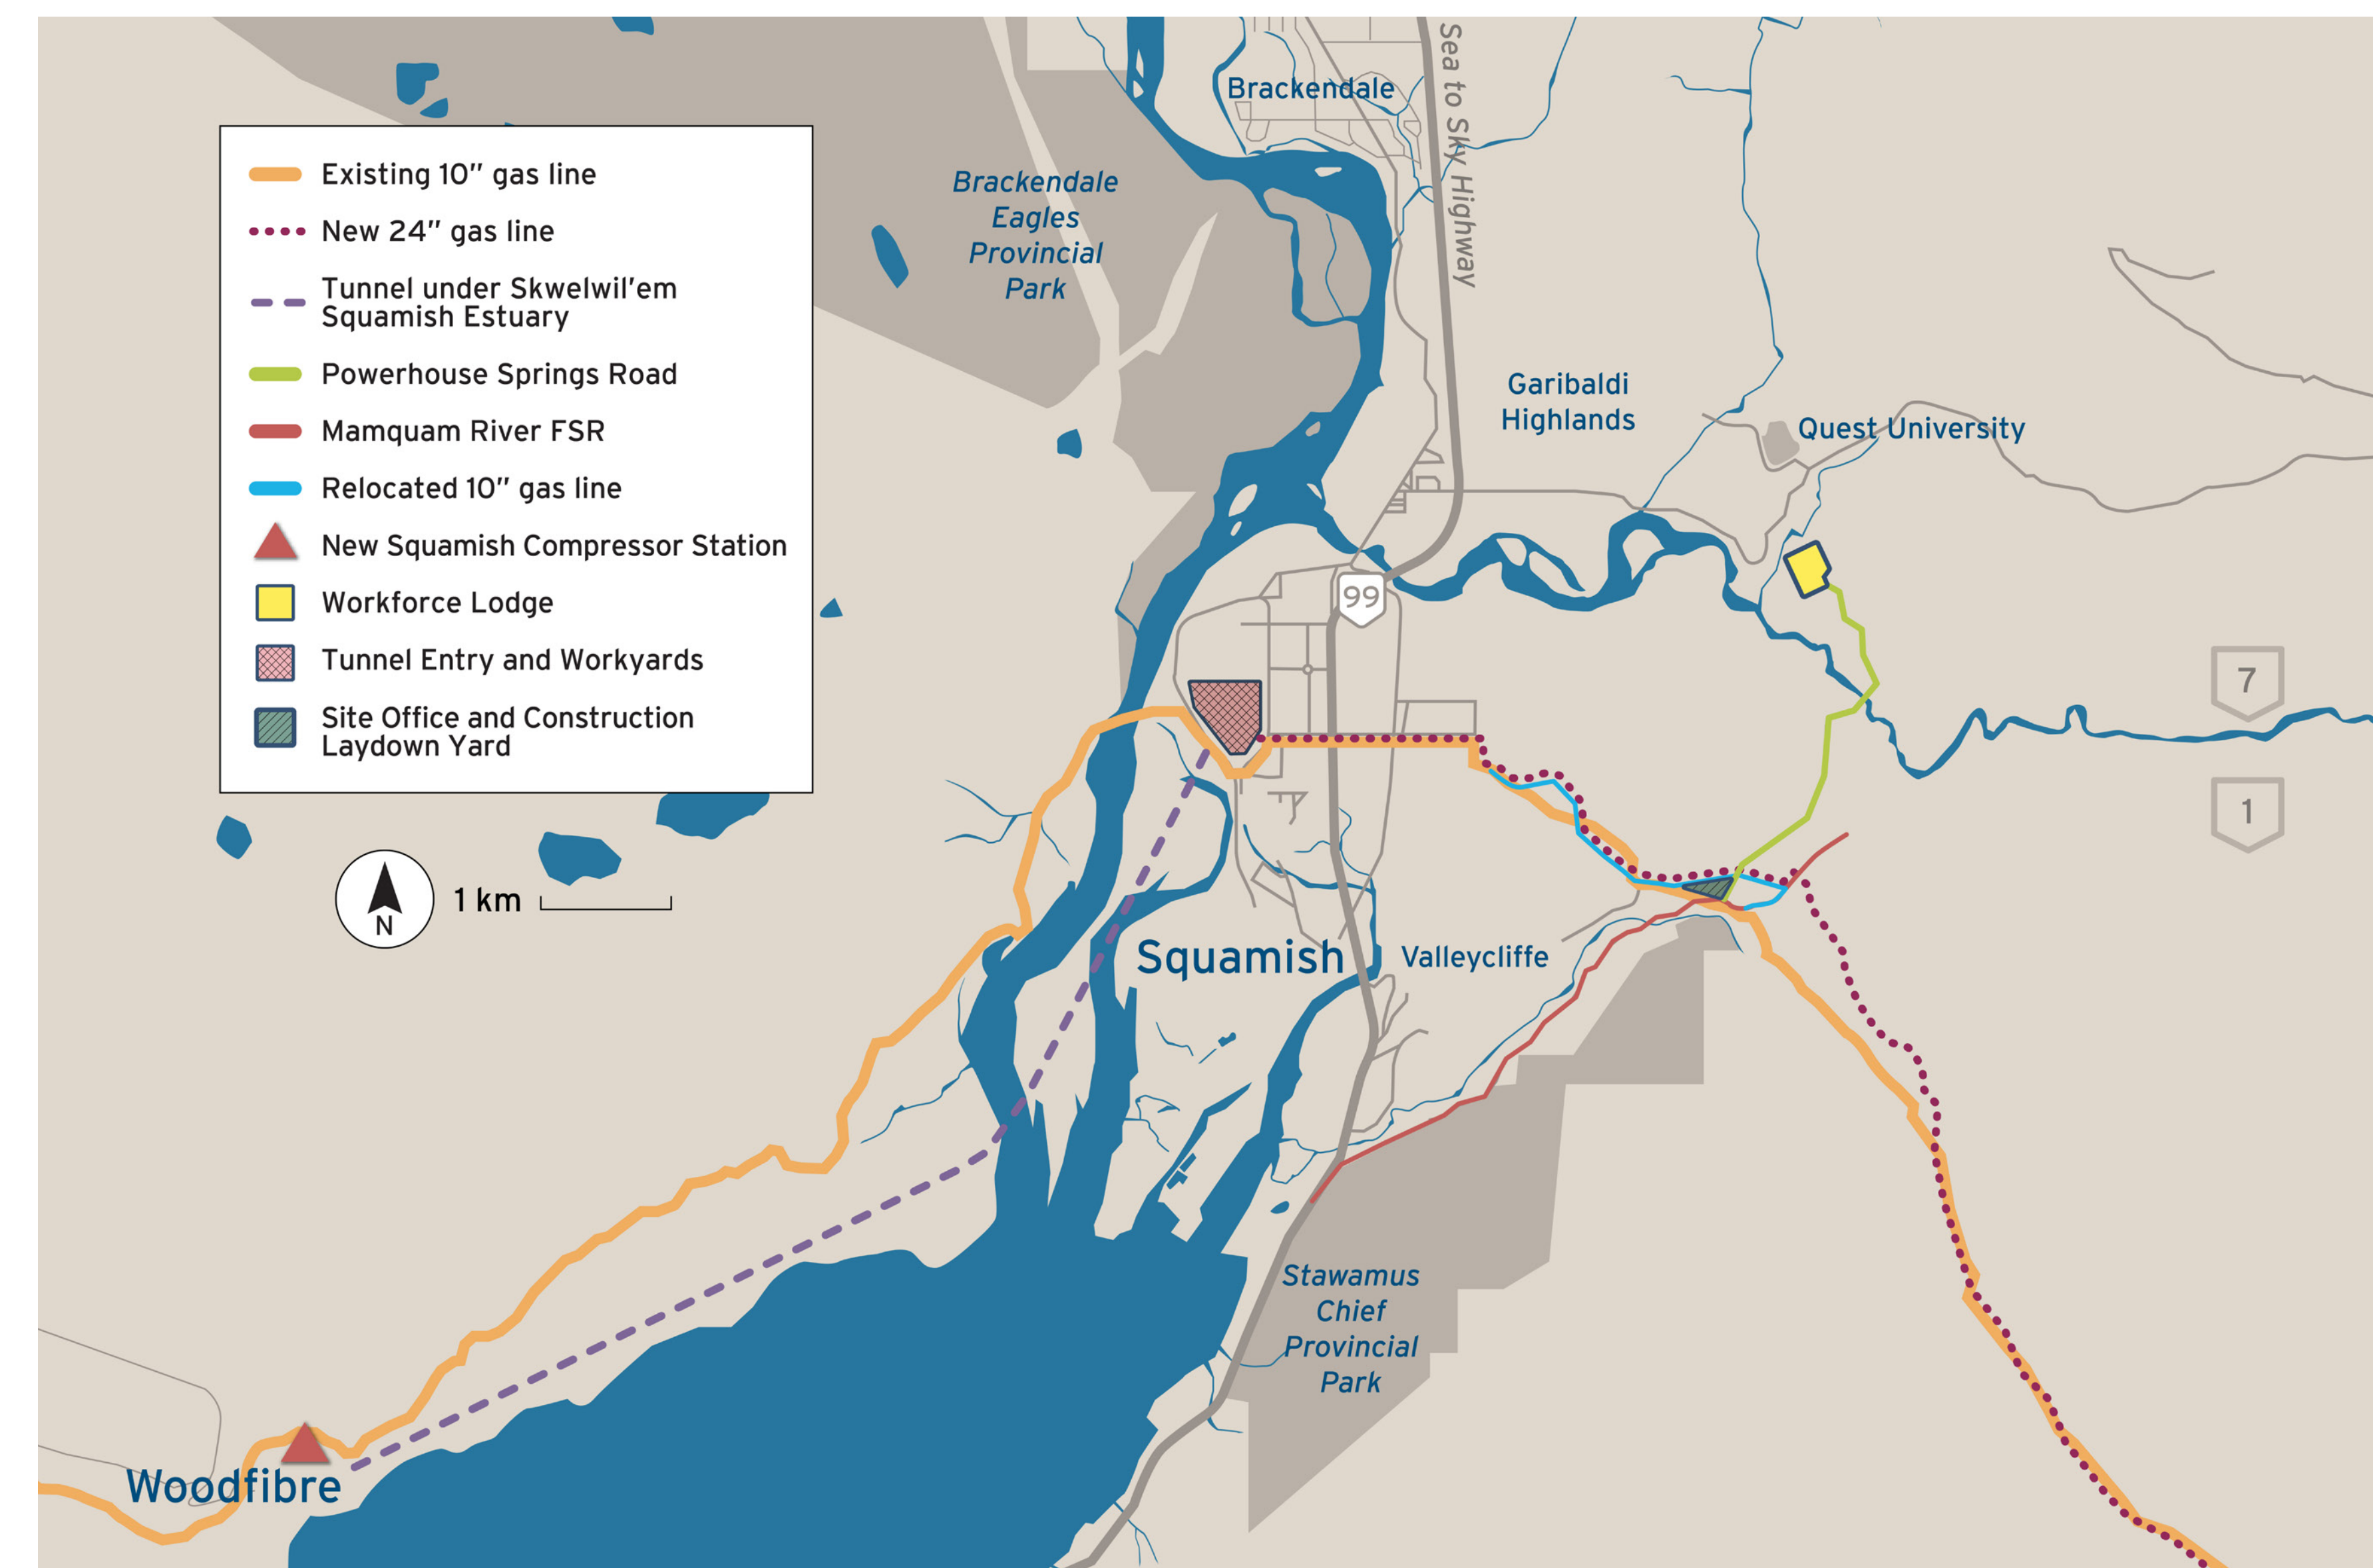 Existing 10" gas line
New 24" gas line
Tunnel under Skwelwil'em
Squamish Estuary
Powerhouse Springs Road
Mamquam River FSR
Relocated 10" gas line
New Squamish Compressor Station
Workforce Lodge
Tunnel Entry and Workyards
Site Office and Construction
Laydown Yard
N
1 km
Brackendale
Sea to Sky Highway
Brackendale
Eagles
Provincial
Park
Garibaldi
Highlands
Quest University
99
7
1
Squamish
Valleycliffe
Stawamus
Chief
Provincial
Park
Woodfibre